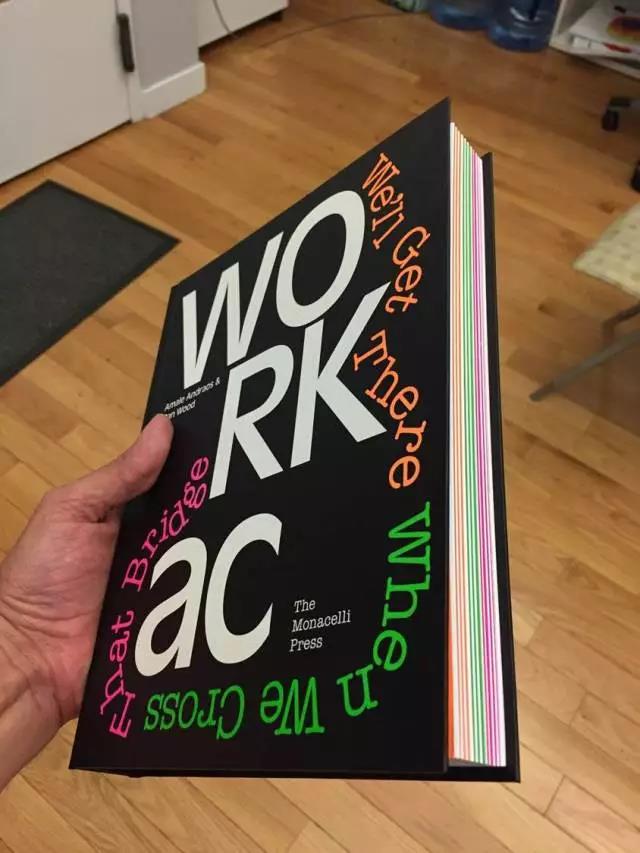 WO
RK
ac
Amale Andraos &
Wood
We'll Get There When We Cross That Bridge
The
Monacelli
Press